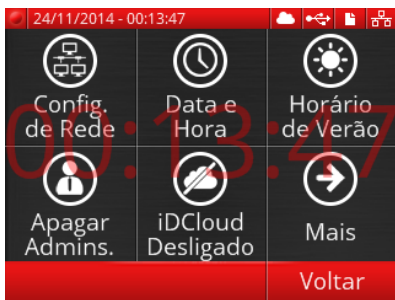 24/11/2014 - 00:13:47
Config.
de Rede
Data e
Hora
Horário
de Verão
00:13:47
Apagar
Admins.
iDCloud
Desligado
Mais
Voltar